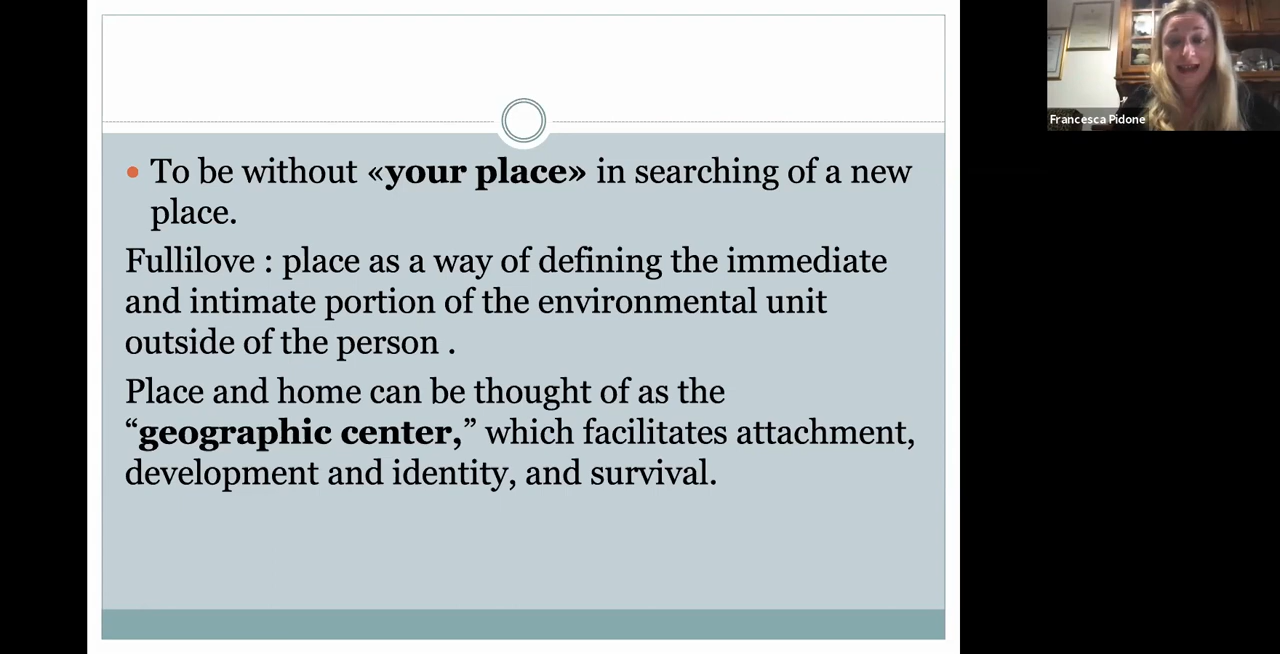 To be without «your place» in searching of a new
place.
Fullilove : place as a way of defining the immediate
and intimate portion of the environmental unit
outside of the person .
Place and home can be thought of as the
“geographic center,” which facilitates attachment,
development and identity, and survival.
Francesca Pidone